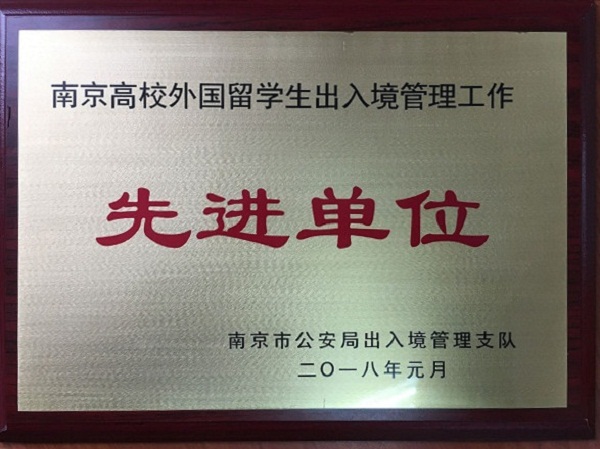 南京高校外国留学生出入境管理工作
先进单位
南京市公安局出入境管理支队
二〇一八年元月